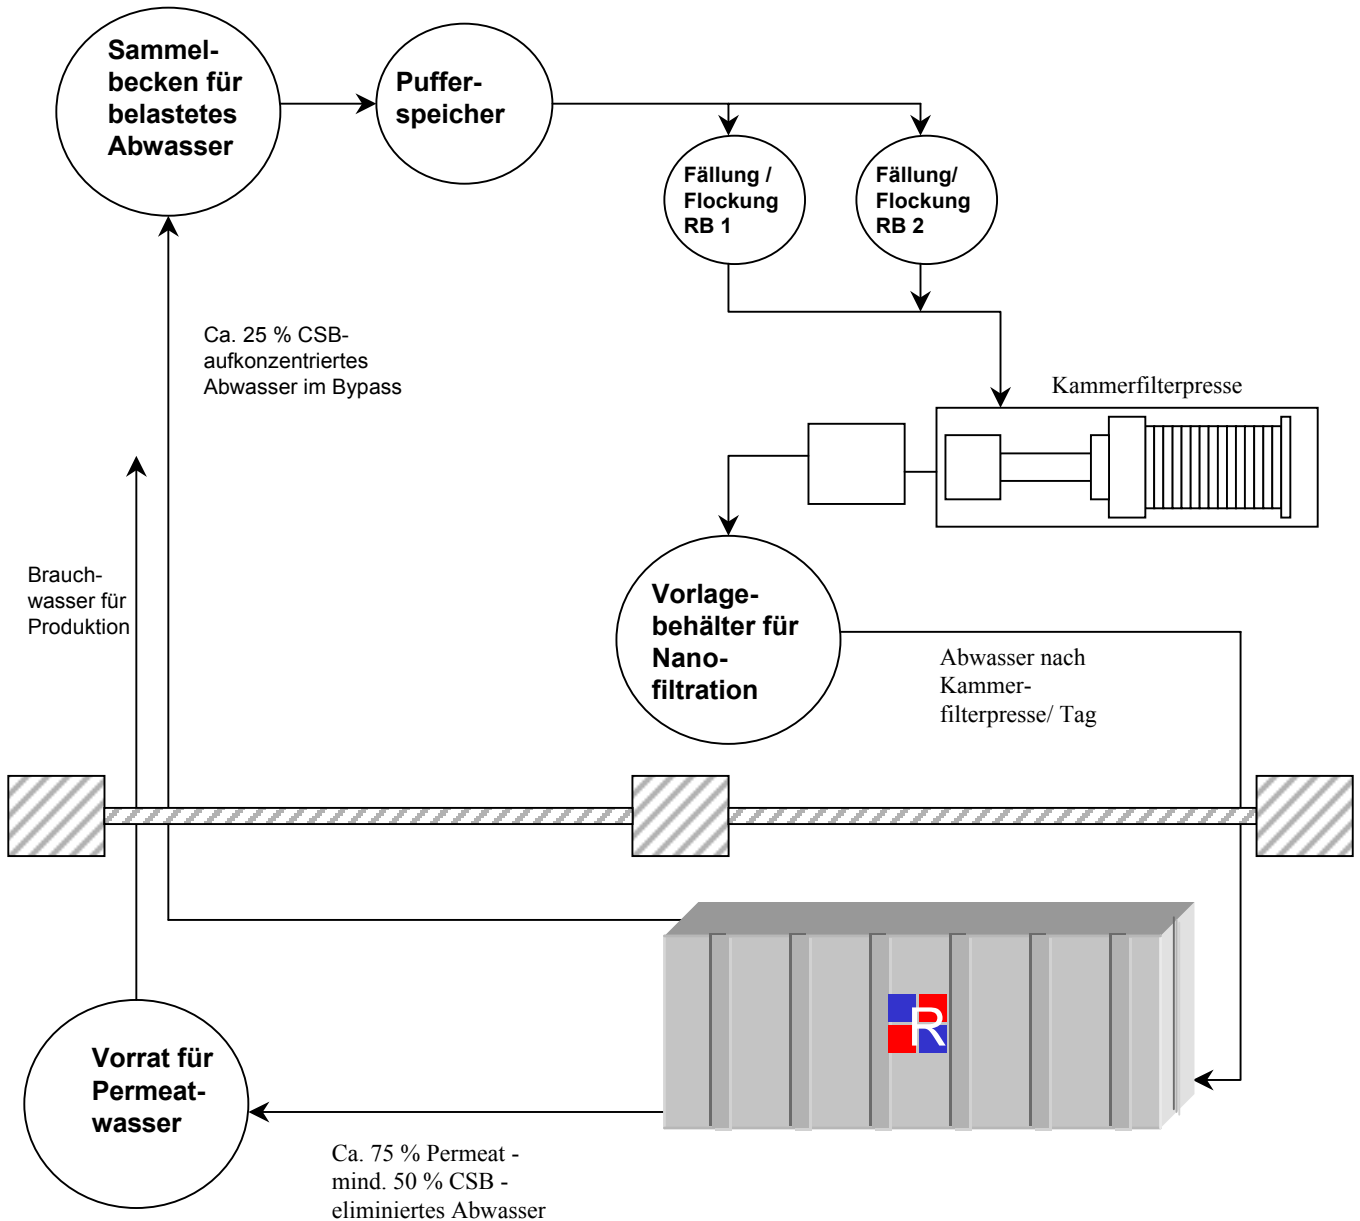 Sammel-
becken für
belastetes
Abwasser
Puffer-
speicher
Fällung /
Flockung
RB 1
Fällung/
Flockung
RB 2
Ca. 25 % CSB-
aufkonzentriertes
Abwasser im Bypass
Kammerfilterpresse
Brauch-
wasser für
Produktion
Vorlage-
behälter für
Nano-
filtration
Abwasser nach
Kammer-
filterpresse/ Tag
R
Vorrat für
Permeat-
wasser
Ca. 75 % Permeat -
mind. 50 % CSB -
eliminiertes Abwasser